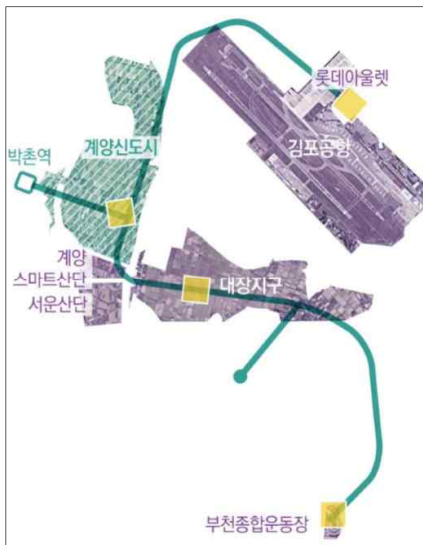 롯데아울렛
김포공항
계양신도시
박촌역
계양
스마트산단
서운산단
대장지구
부천종합운동장